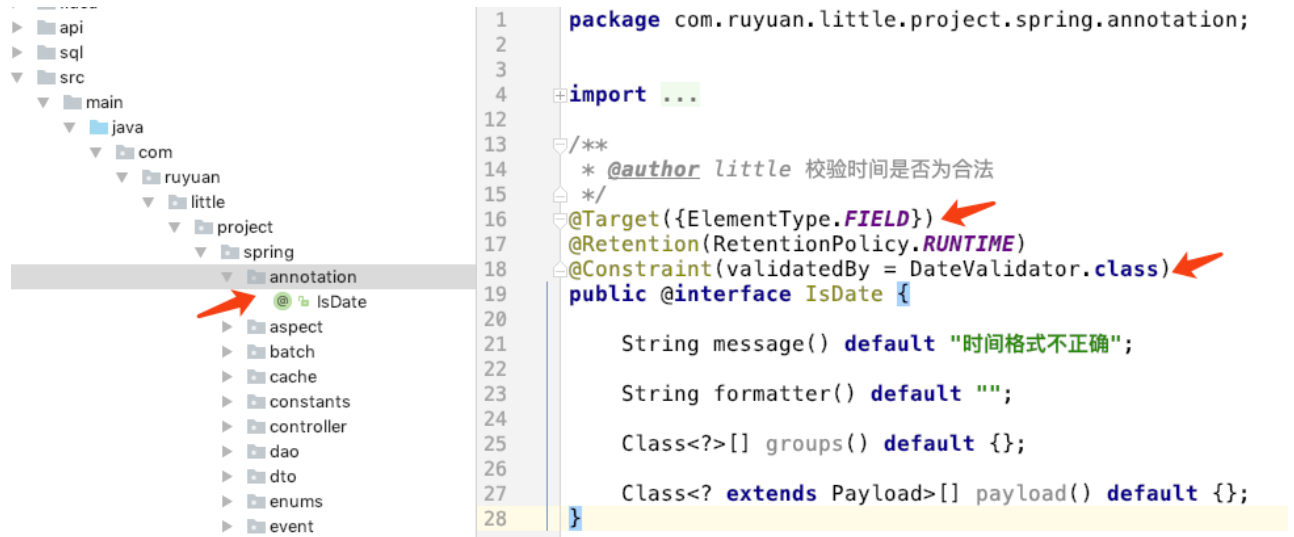 api
sql
src
main
java
com
ruyuan
little
project
spring
annotation
IsDate
aspect
batch
cache
constants
controller
dao
dto
enums
event
1 package com.ruyuan.little.project.spring.annotation;
2
3
4 import ...
12
13 /**
14 * @author little 校验时间是否为合法
15 */
16 @Target({ElementType.FIELD})
17 @Retention(RetentionPolicy.RUNTIME)
18 @Constraint(validatedBy = DateValidator.class)
19 public @interface IsDate {
20
21 String message() default "时间格式不正确";
22
23 String formatter() default "";
24
25 Class<?>[] groups() default {};
26
27 Class<? extends Payload>[] payload() default {};
28 }